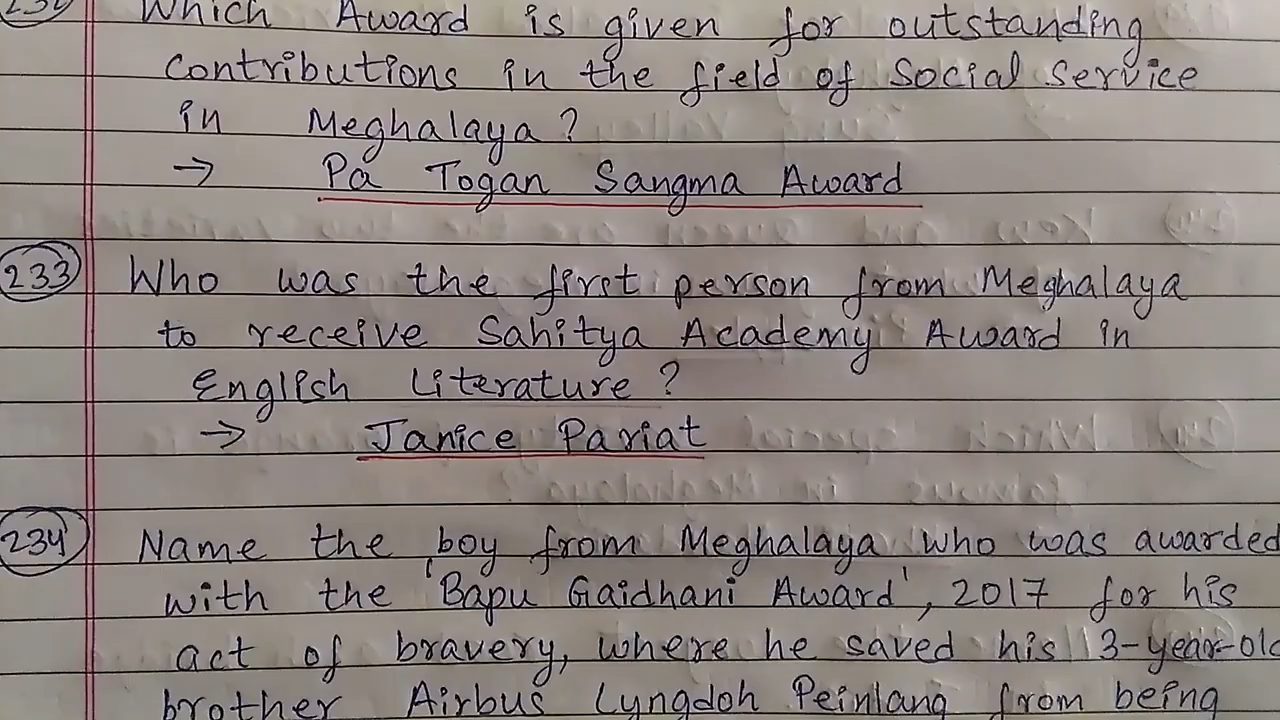 Which Award is given for outstanding
contributions in the field of Social Service
in Meghalaya?
→ Pa Togan Sangma Award
233 Who was the first person from Meghalaya
to receive Sahitya Academy Award in
English Literature?
→ Janice Pariat
234 Name the boy from Meghalaya who was awarded
with the 'Bapu Gaidhani Award', 2017 for his
act of bravery, where he saved his 3-year-old
brother Airbus Lyngdoh Peinlang from being